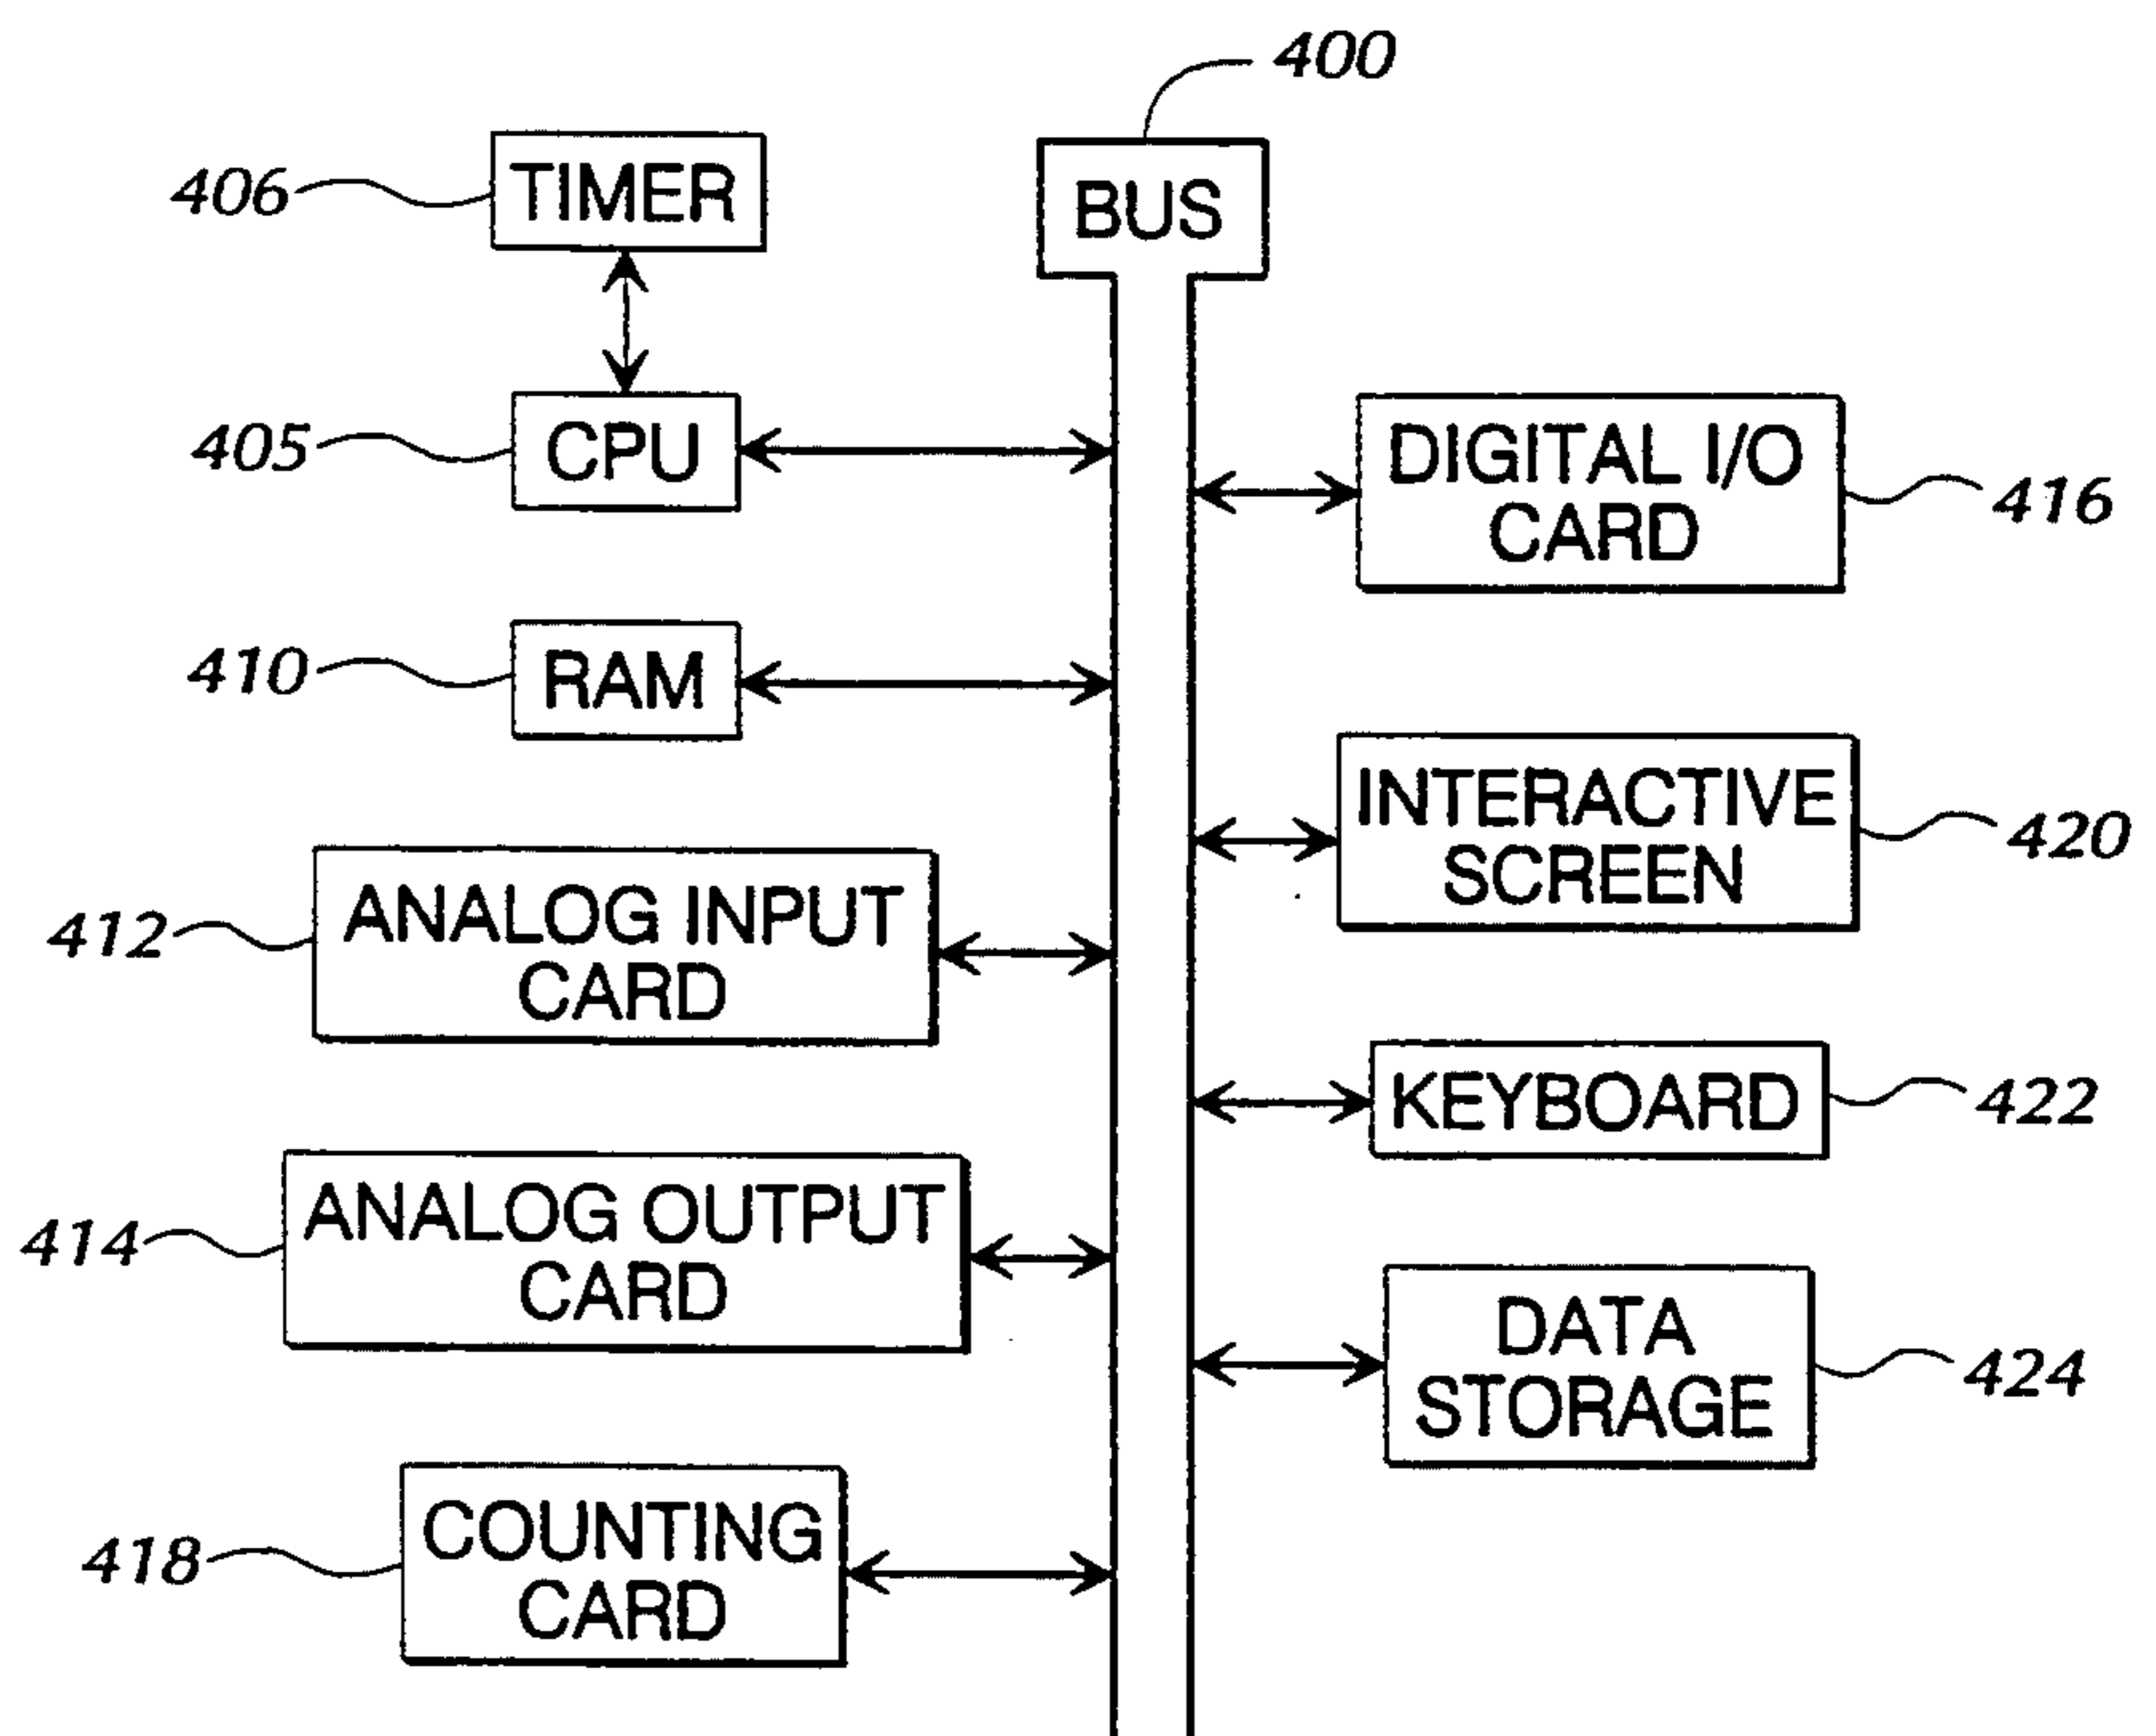 400
406
TIMER
BUS
405
CPU
DIGITAL I/O
CARD
416
410
RAM
INTERACTIVE
SCREEN
420
412
ANALOG INPUT
CARD
KEYBOARD
422
414
ANALOG OUTPUT
CARD
DATA
STORAGE
424
418
COUNTING
CARD